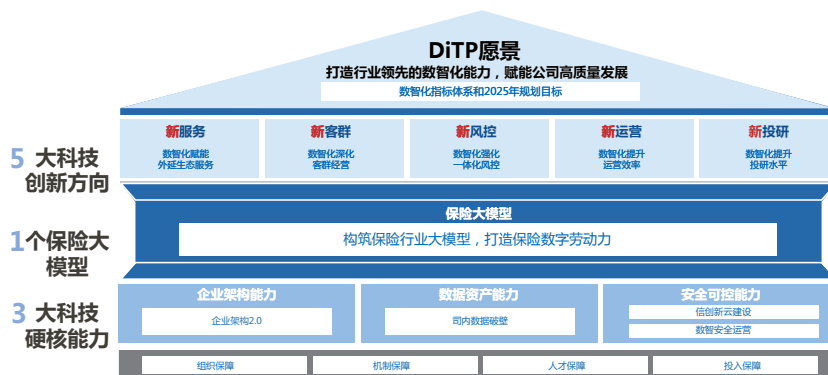 DiTP愿景
打造行业领先的数智化能力，赋能公司高质量发展
数智化指标体系和2025年规划目标
5 大科技
创新方向
新服务
数智化赋能
外延生态服务
新客群
数智化深化
客群经营
新风控
数智化强化
一体化风控
新运营
数智化提升
运营效率
新投研
数智化提升
投研水平
1个保险大
模型
保险大模型
构筑保险行业大模型，打造保险数字劳动力
3 大科技
硬核能力
企业架构能力
企业架构2.0
数据资产能力
司内数据破壁
安全可控能力
信创新云建设
数智安全运营
组织保障
机制保障
人才保障
投入保障